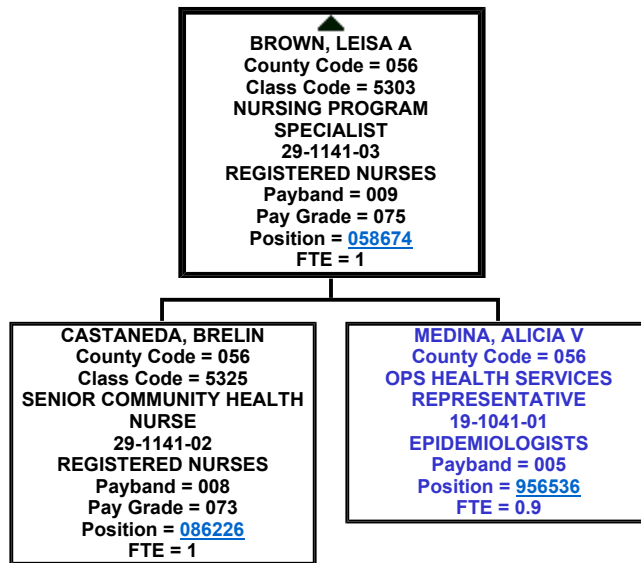 BROWN, LEISA A
County Code = 056
Class Code = 5303
NURSING PROGRAM
SPECIALIST
29-1141-03
REGISTERED NURSES
Payband = 009
Pay Grade = 075
Position = 058674
FTE = 1
CASTANEDA, BRELIN
County Code = 056
Class Code = 5325
SENIOR COMMUNITY HEALTH
NURSE
29-1141-02
REGISTERED NURSES
Payband = 008
Pay Grade = 073
Position = 086226
FTE = 1
MEDINA, ALICIA V
County Code = 056
OPS HEALTH SERVICES
REPRESENTATIVE
19-1041-01
EPIDEMIOLOGISTS
Payband = 005
Position = 956536
FTE = 0.9